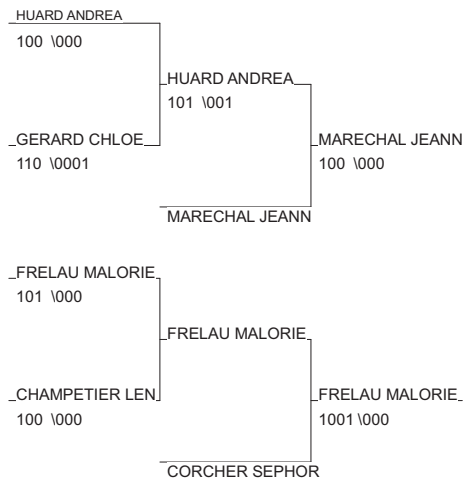 HUARD ANDREA
100 \000
HUARD ANDREA
101 \001
GERARD CHLOE
110 \0001
MARECHAL JEANN
100 \000
MARECHAL JEANN
FRELAU MALORIE
101 \000
FRELAU MALORIE
CHAMPETIER LEN
100 \000
FRELAU MALORIE
1001 \000
CORCHER SEPHOR